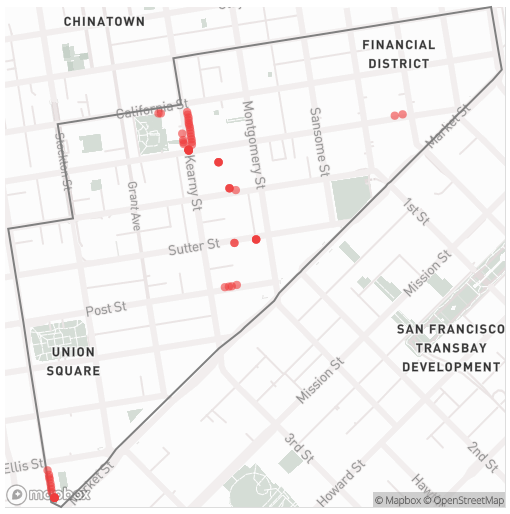 CHINATOWN
FINANCIAL
DISTRICT
California St
Montgomery St
Sansome St
Market St
Stockton St
Kearny St
Grant Ave
1st St
Sutter St
Mission St
Post St
SAN FRANCISCO
TRANSBAY
DEVELOPMENT
UNION
SQUARE
Mission St
3rd St
2nd St
Ellis St
Market St
Howard St
mapbox
© Mapbox © OpenStreetMap